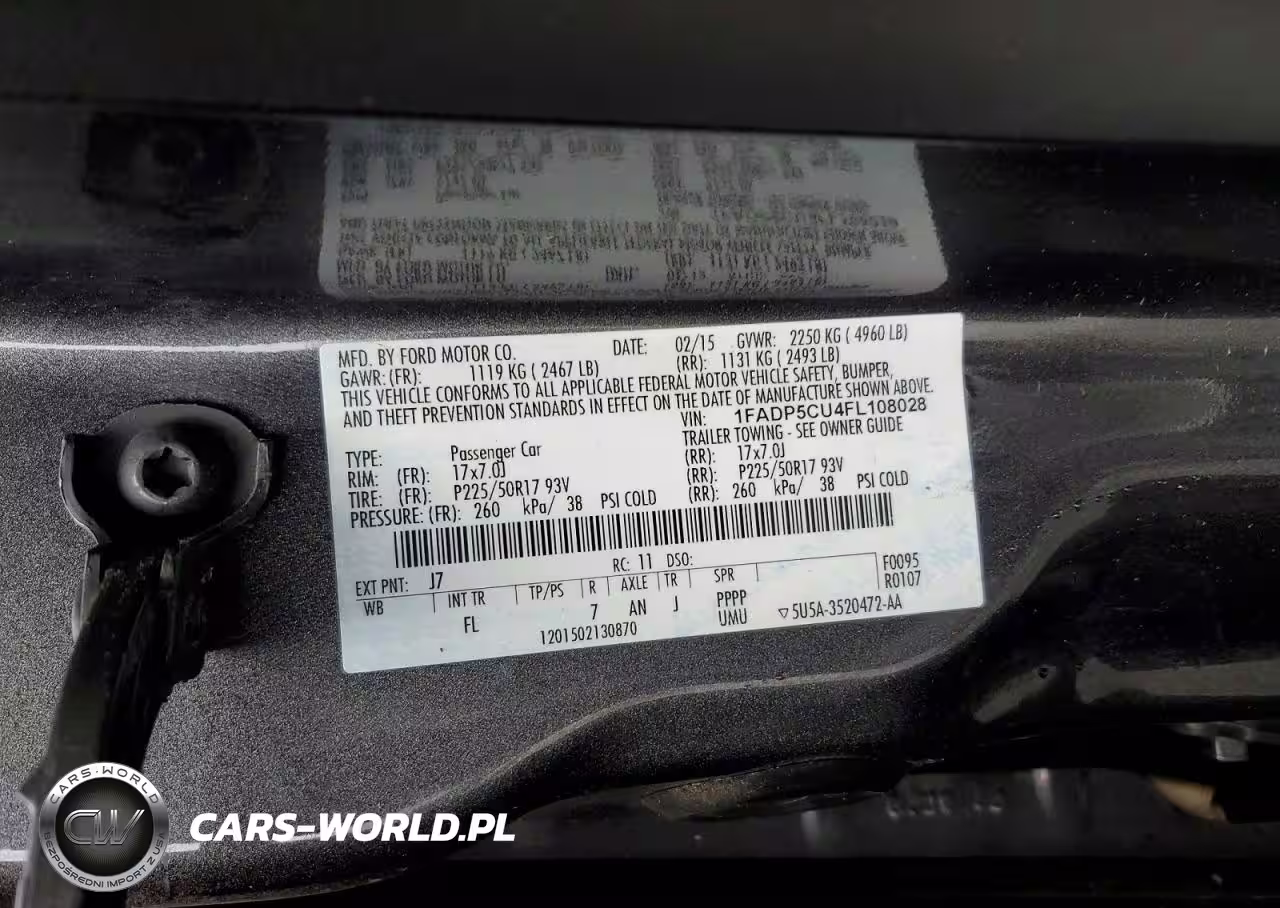 MFD. BY FORD MOTOR CO. DATE: 02/15 GVWR: 2250 KG ( 4960 LB)
GAWR: (FR): 1119 KG ( 2467 LB) (RR): 1131 KG ( 2493 LB)
THIS VEHICLE CONFORMS TO ALL APPLICABLE FEDERAL MOTOR VEHICLE SAFETY, BUMPER,
AND THEFT PREVENTION STANDARDS IN EFFECT ON THE DATE OF MANUFACTURE SHOWN ABOVE.
VIN: 1FADP5CU4FL108028
TRAILER TOWING - SEE OWNER GUIDE
TYPE: Passenger Car
RIM: (FR): 17x7.0J (RR): 17x7.0J
TIRE: (FR): P225/50R17 93V (RR): P225/50R17 93V
PRESSURE: (FR): 260 kPa/ 38 PSI COLD (RR): 260 kPa/ 38 PSI COLD
EXT PNT: J7 RC: 11 DSO: F0095
WB INT TR TP/PS R AXLE TR SPR R0107
FL 7 AN J PPPP
UMU ▽5U5A-3520472-AA
1201502130870
CARS-WORLD
CW
BEZPOŚREDNI IMPORT Z USA
CARS-WORLD.PL